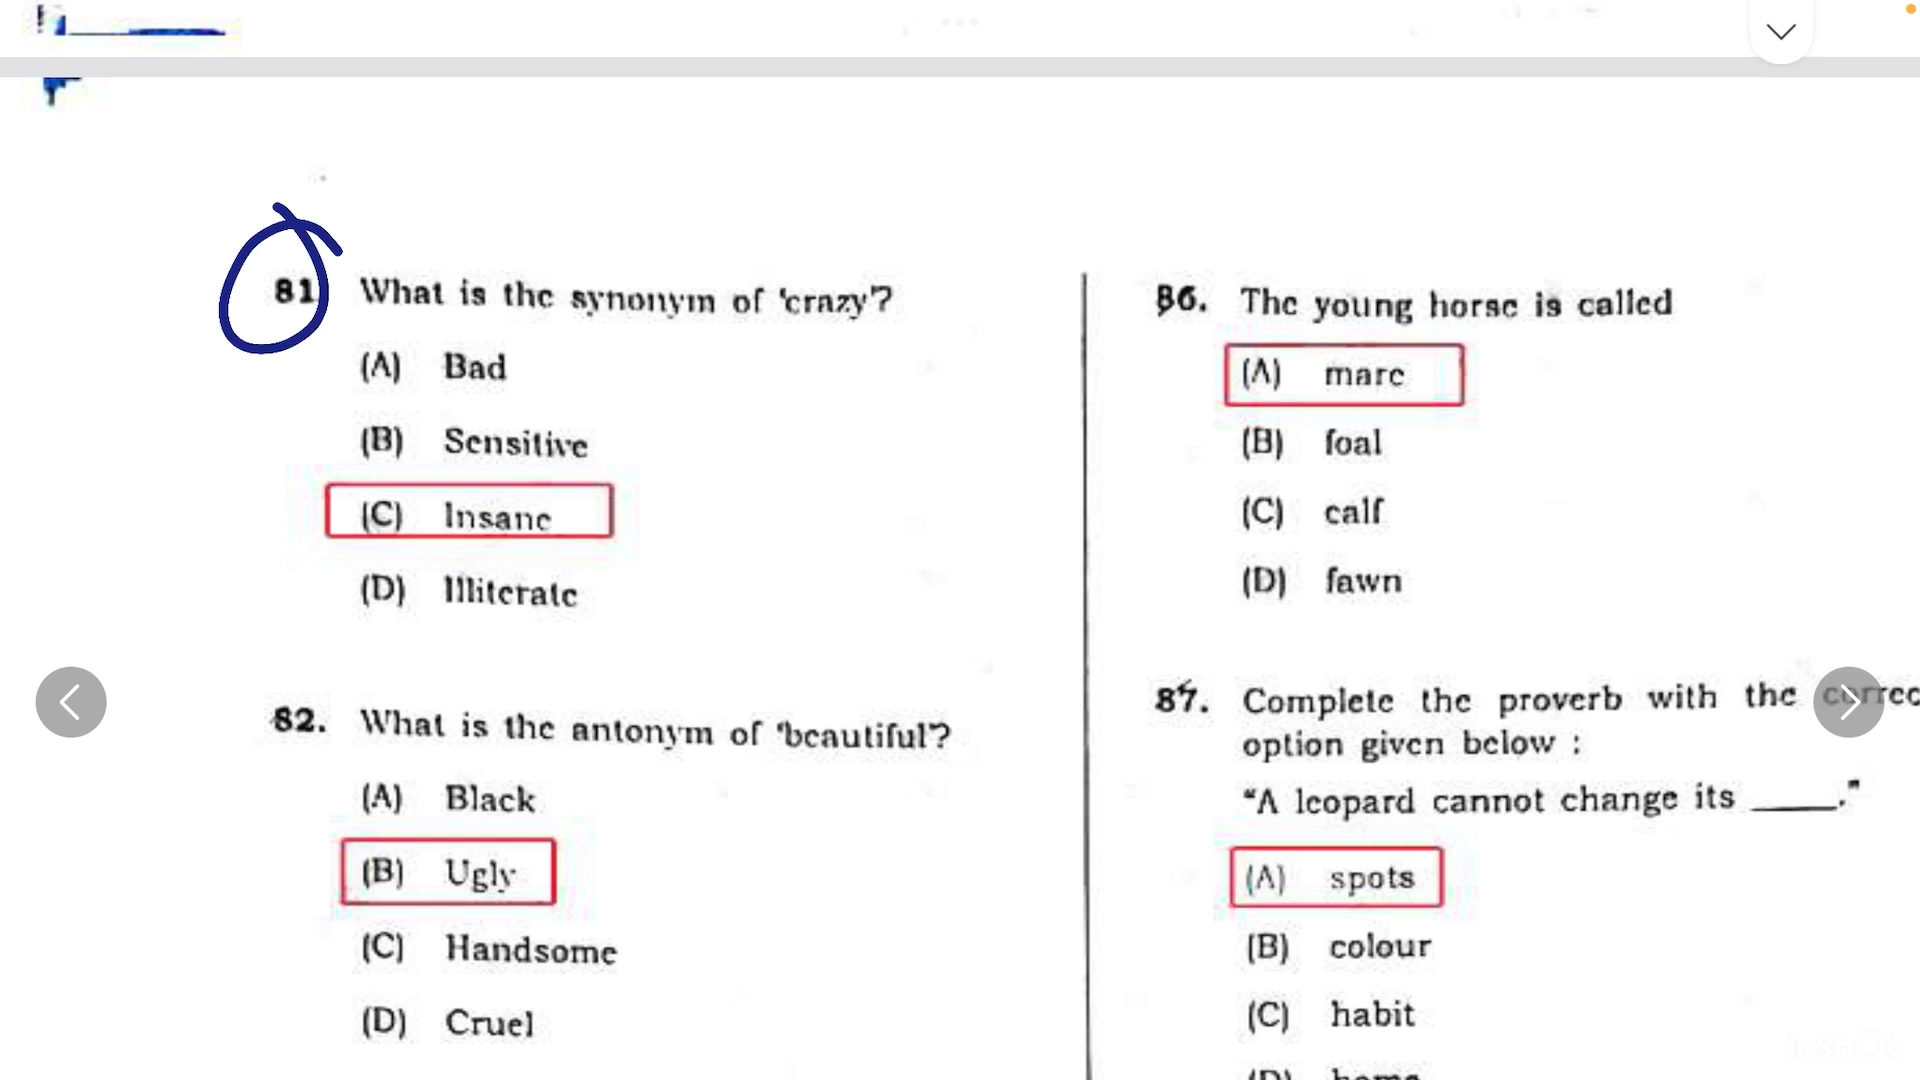 81. What is the synonym of 'crazy'?
(A) Bad
(B) Sensitive
(C) Insane
(D) Illiterate
82. What is the antonym of 'beautiful'?
(A) Black
(B) Ugly
(C) Handsome
(D) Cruel
86. The young horse is called
(A) mare
(B) foal
(C) calf
(D) fawn
87. Complete the proverb with the
option given below :
"A leopard cannot change its ____."
(A) spots
(B) colour
(C) habit
(D) home